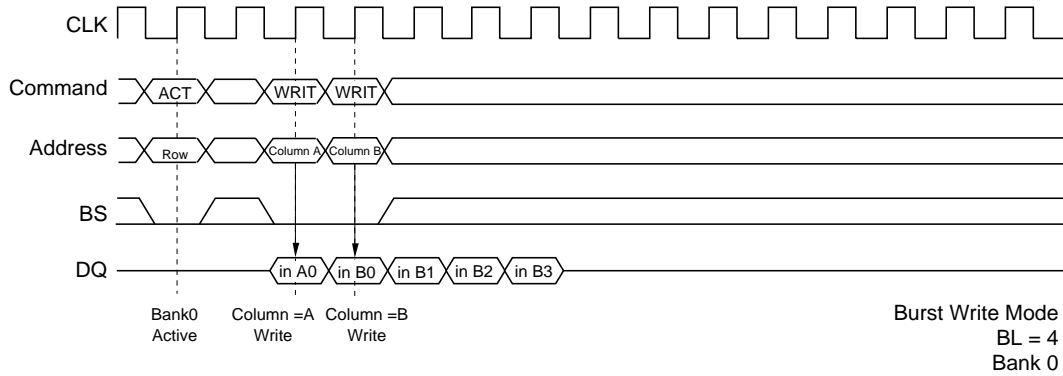 CLK
Command ACT WRIT WRIT
Address Row Column A Column B
BS
DQ in A0 in B0 in B1 in B2 in B3
Bank0 Column =A Column =B
Active Write Write
Burst Write Mode
BL = 4
Bank 0